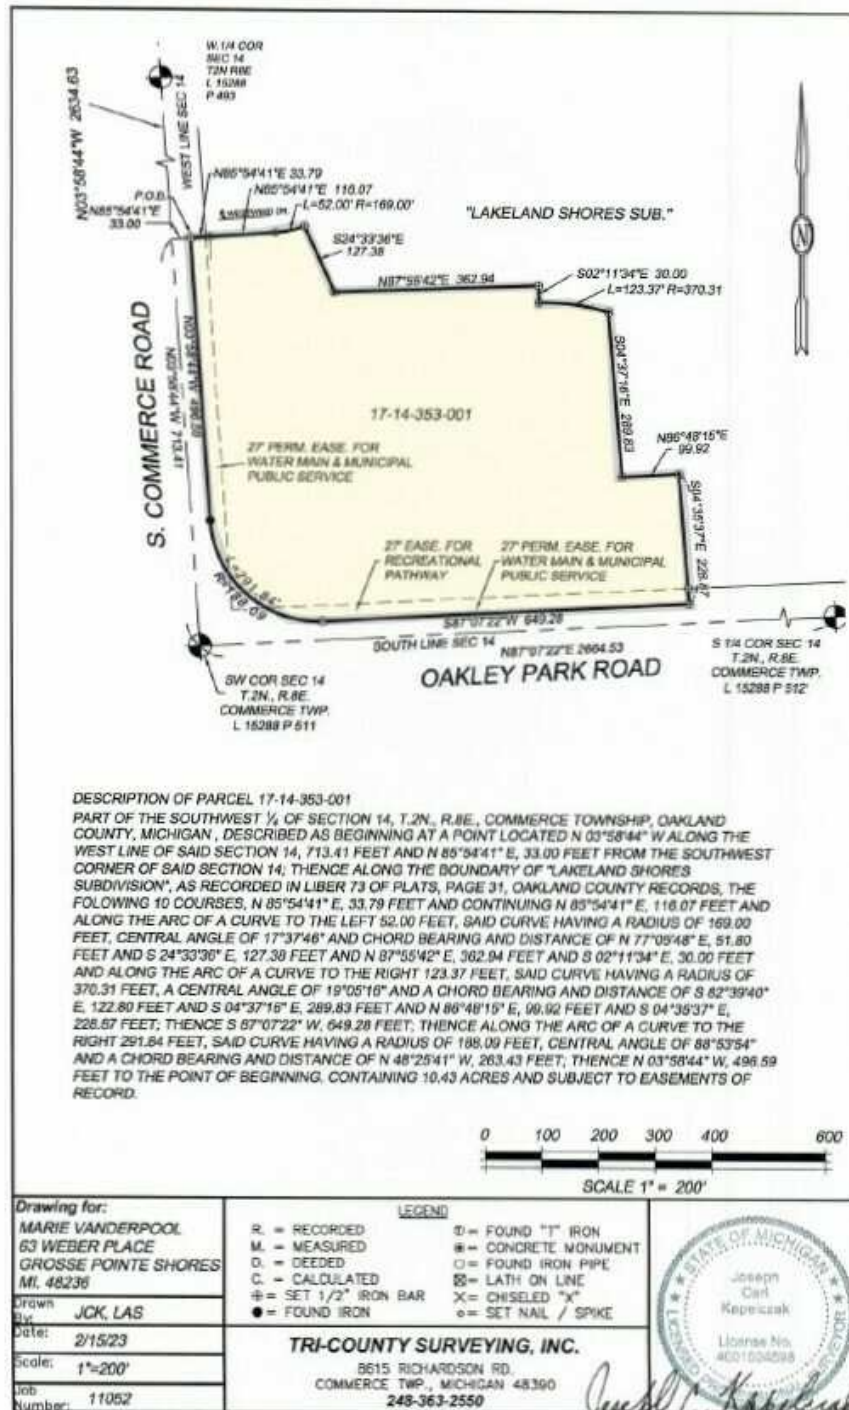 W.1/4 COR
SEC 14
T2N R8E
L 15288
P 493
N03°58'44"W 2634.63
WEST LINE SEC 14
N85°54'41"E 33.79
P.O.B.
N85°54'41"E 116.07
N85°54'41"E
33.00
L=52.00' R=169.00'
"LAKELAND SHORES SUB."
S24°33'36"E
127.38
N87°55'42"E 362.94
S02°11'34"E 30.00
L=123.37' R=370.31
N
S. COMMERCE ROAD
N03°58'44"W 713.41
N03°58'44"W 496.59
17-14-353-001
S04°37'16"E 289.83
N86°48'15"E
99.92
S04°35'37"E 228.67
27' PERM. EASE. FOR
WATER MAIN & MUNICIPAL
PUBLIC SERVICE
27' EASE. FOR
RECREATIONAL
PATHWAY
27' PERM. EASE. FOR
WATER MAIN & MUNICIPAL
PUBLIC SERVICE
L=291.84'
R=188.09
S87°07'22"W 649.28
SOUTH LINE SEC 14
N87°07'22"E 2664.53
OAKLEY PARK ROAD
SW COR SEC 14
T.2N., R.8E.
COMMERCE TWP.
L 15288 P 511
S 1/4 COR SEC 14
T.2N., R.8E.
COMMERCE TWP.
L 15288 P 512
DESCRIPTION OF PARCEL 17-14-353-001
PART OF THE SOUTHWEST ¼ OF SECTION 14, T.2N., R.8E., COMMERCE TOWNSHIP, OAKLAND
COUNTY, MICHIGAN , DESCRIBED AS BEGINNING AT A POINT LOCATED N 03°58'44" W ALONG THE
WEST LINE OF SAID SECTION 14, 713.41 FEET AND N 85°54'41" E, 33.00 FEET FROM THE SOUTHWEST
CORNER OF SAID SECTION 14; THENCE ALONG THE BOUNDARY OF "LAKELAND SHORES
SUBDIVISION", AS RECORDED IN LIBER 73 OF PLATS, PAGE 31, OAKLAND COUNTY RECORDS, THE
FOLOWING 10 COURSES, N 85°54'41" E, 33.79 FEET AND CONTINUING N 85°54'41" E, 116.07 FEET AND
ALONG THE ARC OF A CURVE TO THE LEFT 52.00 FEET, SAID CURVE HAVING A RADIUS OF 169.00
FEET, CENTRAL ANGLE OF 17°37'46" AND CHORD BEARING AND DISTANCE OF N 77°05'48" E, 51.80
FEET AND S 24°33'36" E, 127.38 FEET AND N 87°55'42" E, 362.94 FEET AND S 02°11'34" E, 30.00 FEET
AND ALONG THE ARC OF A CURVE TO THE RIGHT 123.37 FEET, SAID CURVE HAVING A RADIUS OF
370.31 FEET, A CENTRAL ANGLE OF 19°05'16" AND A CHORD BEARING AND DISTANCE OF S 82°39'40"
E, 122.80 FEET AND S 04°37'16" E, 289.83 FEET AND N 86°48'15" E, 99.92 FEET AND S 04°35'37" E,
228.67 FEET; THENCE S 87°07'22" W, 649.28 FEET; THENCE ALONG THE ARC OF A CURVE TO THE
RIGHT 291.84 FEET, SAID CURVE HAVING A RADIUS OF 188.09 FEET, CENTRAL ANGLE OF 88°53'54"
AND A CHORD BEARING AND DISTANCE OF N 48°25'41" W, 263.43 FEET; THENCE N 03°58'44" W, 496.59
FEET TO THE POINT OF BEGINNING, CONTAINING 10.43 ACRES AND SUBJECT TO EASEMENTS OF
RECORD.
0 100 200 300 400 600
SCALE 1" = 200'
Drawing for:
MARIE VANDERPOOL
63 WEBER PLACE
GROSSE POINTE SHORES
MI. 48236
Drawn By: JCK, LAS
Date: 2/15/23
Scale: 1"=200'
Job Number: 11052
LEGEND
R. = RECORDED
M. = MEASURED
D. = DEEDED
C. = CALCULATED
= SET 1/2" IRON BAR
= FOUND IRON
= FOUND "T" IRON
= CONCRETE MONUMENT
= FOUND IRON PIPE
= LATH ON LINE
= CHISELED "X"
= SET NAIL / SPIKE
TRI-COUNTY SURVEYING, INC.
8615 RICHARDSON RD.
COMMERCE TWP., MICHIGAN 48390
248-363-2550
STATE OF MICHIGAN
Joseph
Carl
Kapelczak
License No.
LICENSED SURVEYOR
Joseph C Kapelczak